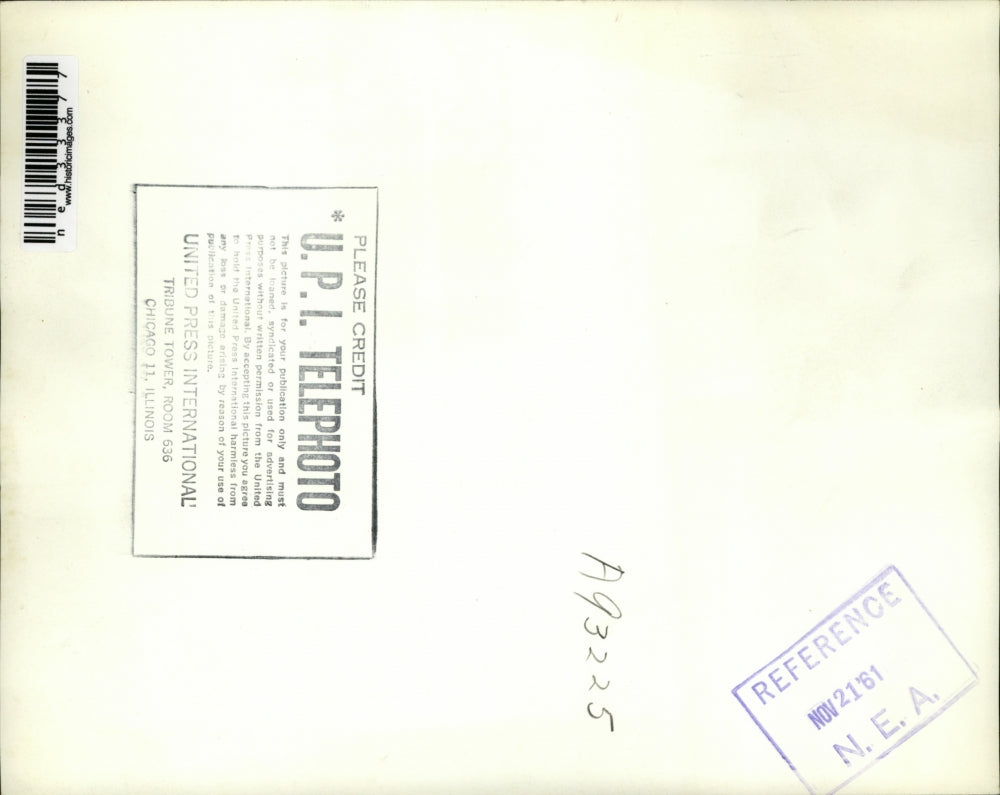 n e d 3 3 3 7 7
www.historicimages.com
PLEASE CREDIT
* U. P. I. TELEPHOTO
This picture is for your publication only and must
not be loaned, syndicated or used for advertising
purposes without written permission from the United
Press International. By accepting this picture you agree
to hold the United Press International harmless from
any loss or damage arising by reason of your use of
publication of this picture.
UNITED PRESS INTERNATIONAL
TRIBUNE TOWER, ROOM 636
CHICAGO 11, ILLINOIS
A93225
REFERENCE
NOV 21 '61
N. E. A.